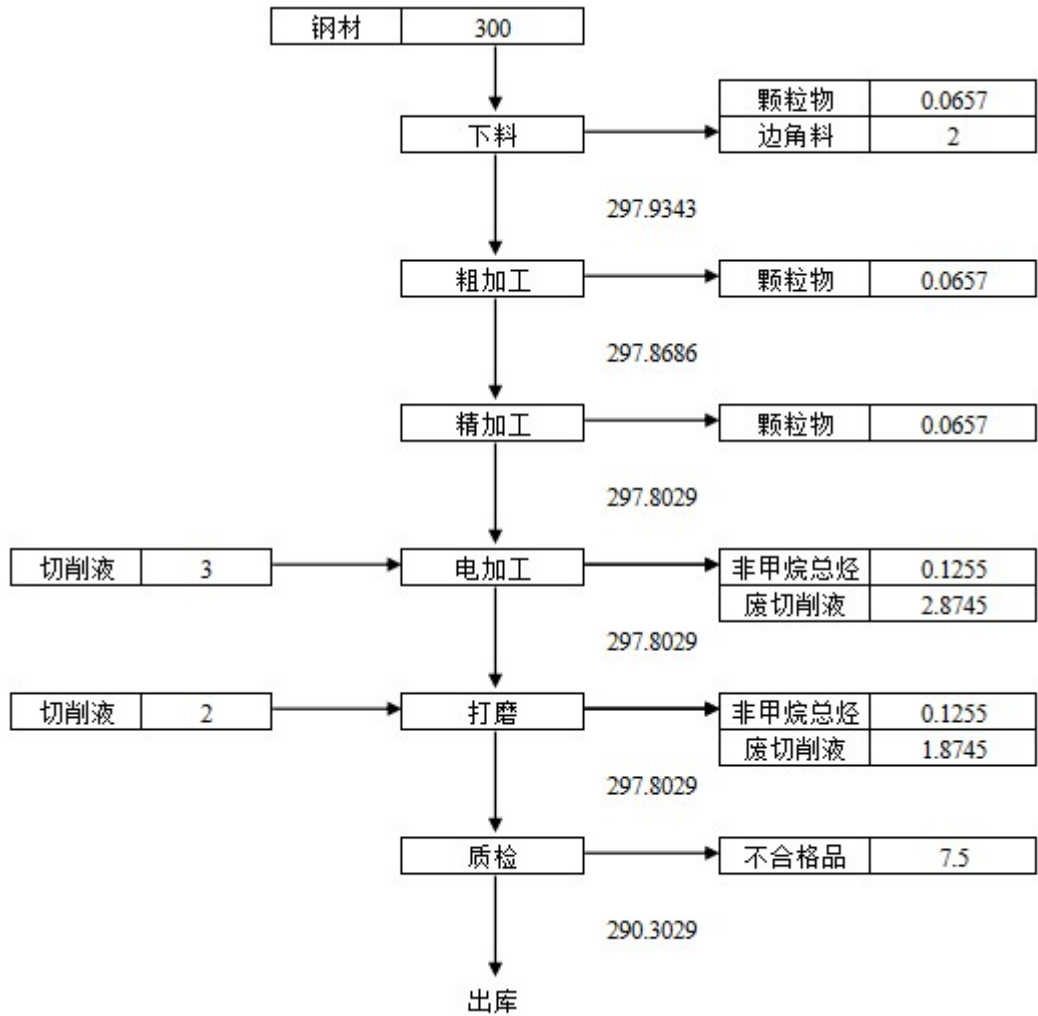 钢材 300
颗粒物 0.0657
下料 边角料 2
297.9343
粗加工 颗粒物 0.0657
297.8686
精加工 颗粒物 0.0657
297.8029
切削液 3 电加工 非甲烷总烃 0.1255
废切削液 2.8745
297.8029
切削液 2 打磨 非甲烷总烃 0.1255
废切削液 1.8745
297.8029
质检 不合格品 7.5
290.3029
出库